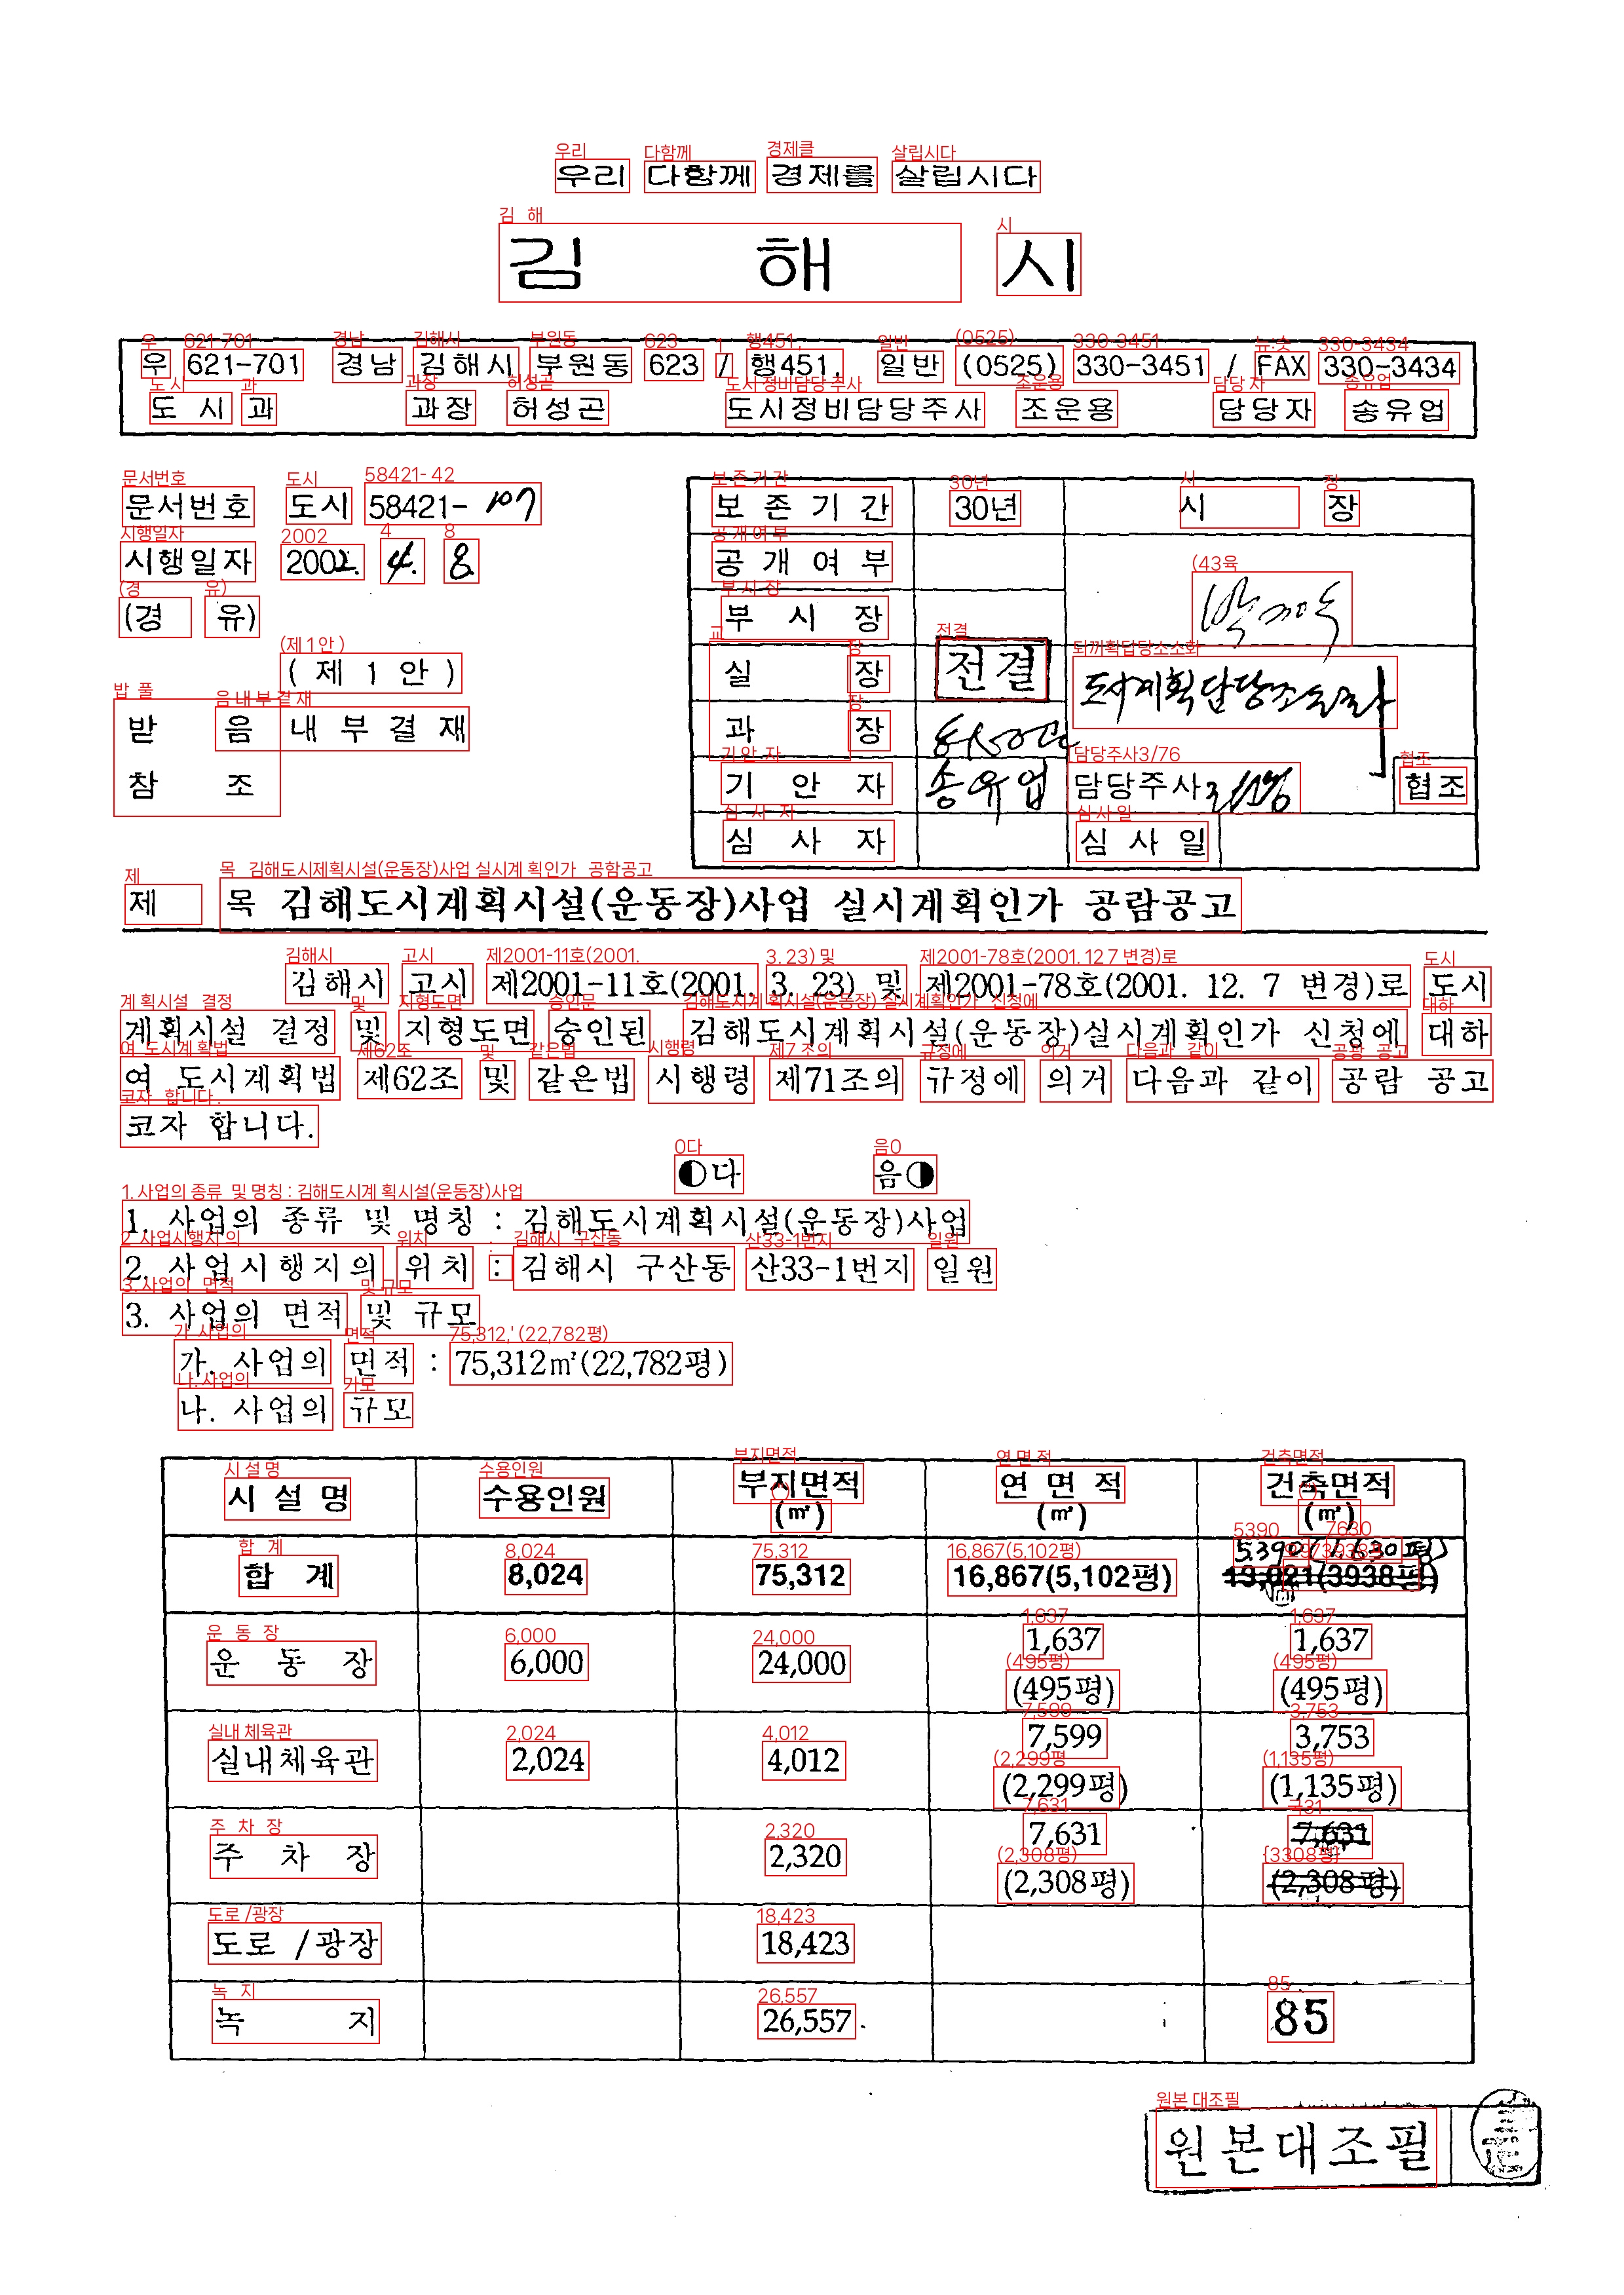 우리 다함께 경제를 살립시다
김 해 시
우 621-701 경남 김해시 부원동 623 / 행451. 일반 (0525) 330-3451 / FAX 330-3434
도 시 과 과장 허성곤 도시정비담당주사 조운용 담당자 송유업
문서번호 도시 58421-107
시행일자 2002. 4. 8
(경 유)
(제 1 안)
받 음 내 부 결 재
참 조
보 존 기 간 30년 시 장
공 개 여 부
부 시 장
실 장 전결 도시계획담당
과 장
기 안 자 송유업 담당주사 협조
심 사 자 심 사 일
제 목 김해도시계획시설(운동장)사업 실시계획인가 공람공고
김해시 고시 제2001-11호(2001. 3. 23) 및 제2001-78호(2001. 12. 7 변경)로 도시
계획시설 결정 및 지형도면 승인된 김해도시계획시설(운동장)실시계획인가 신청에 대하
여 도시계획법 제62조 및 같은법 시행령 제71조의 규정에 의거 다음과 같이 공람 공고
코자 합니다.
◐다 음◑
1. 사업의 종류 및 명칭 : 김해도시계획시설(운동장)사업
2. 사업시행지의 위치 : 김해시 구산동 산33-1번지 일원
3. 사업의 면적 및 규모
가. 사업의 면적 : 75,312㎡(22,782평)
나. 사업의 규모
시 설 명 수용인원 부지면적 (㎡) 연 면 적 (㎡) 건축면적 (㎡)
5.390(1.630평)
합 계 8,024 75,312 16,867(5,102평) 13,021(3938평)
운 동 장 6,000 24,000 1,637 (495평) 1,637 (495평)
실내체육관 2,024 4,012 7,599 (2,299평) 3,753 (1,135평)
주 차 장 2,320 7,631 (2,308평) 7,631 (2,308평)
도로 /광장 18,423
녹 지 26,557 85
원본대조필